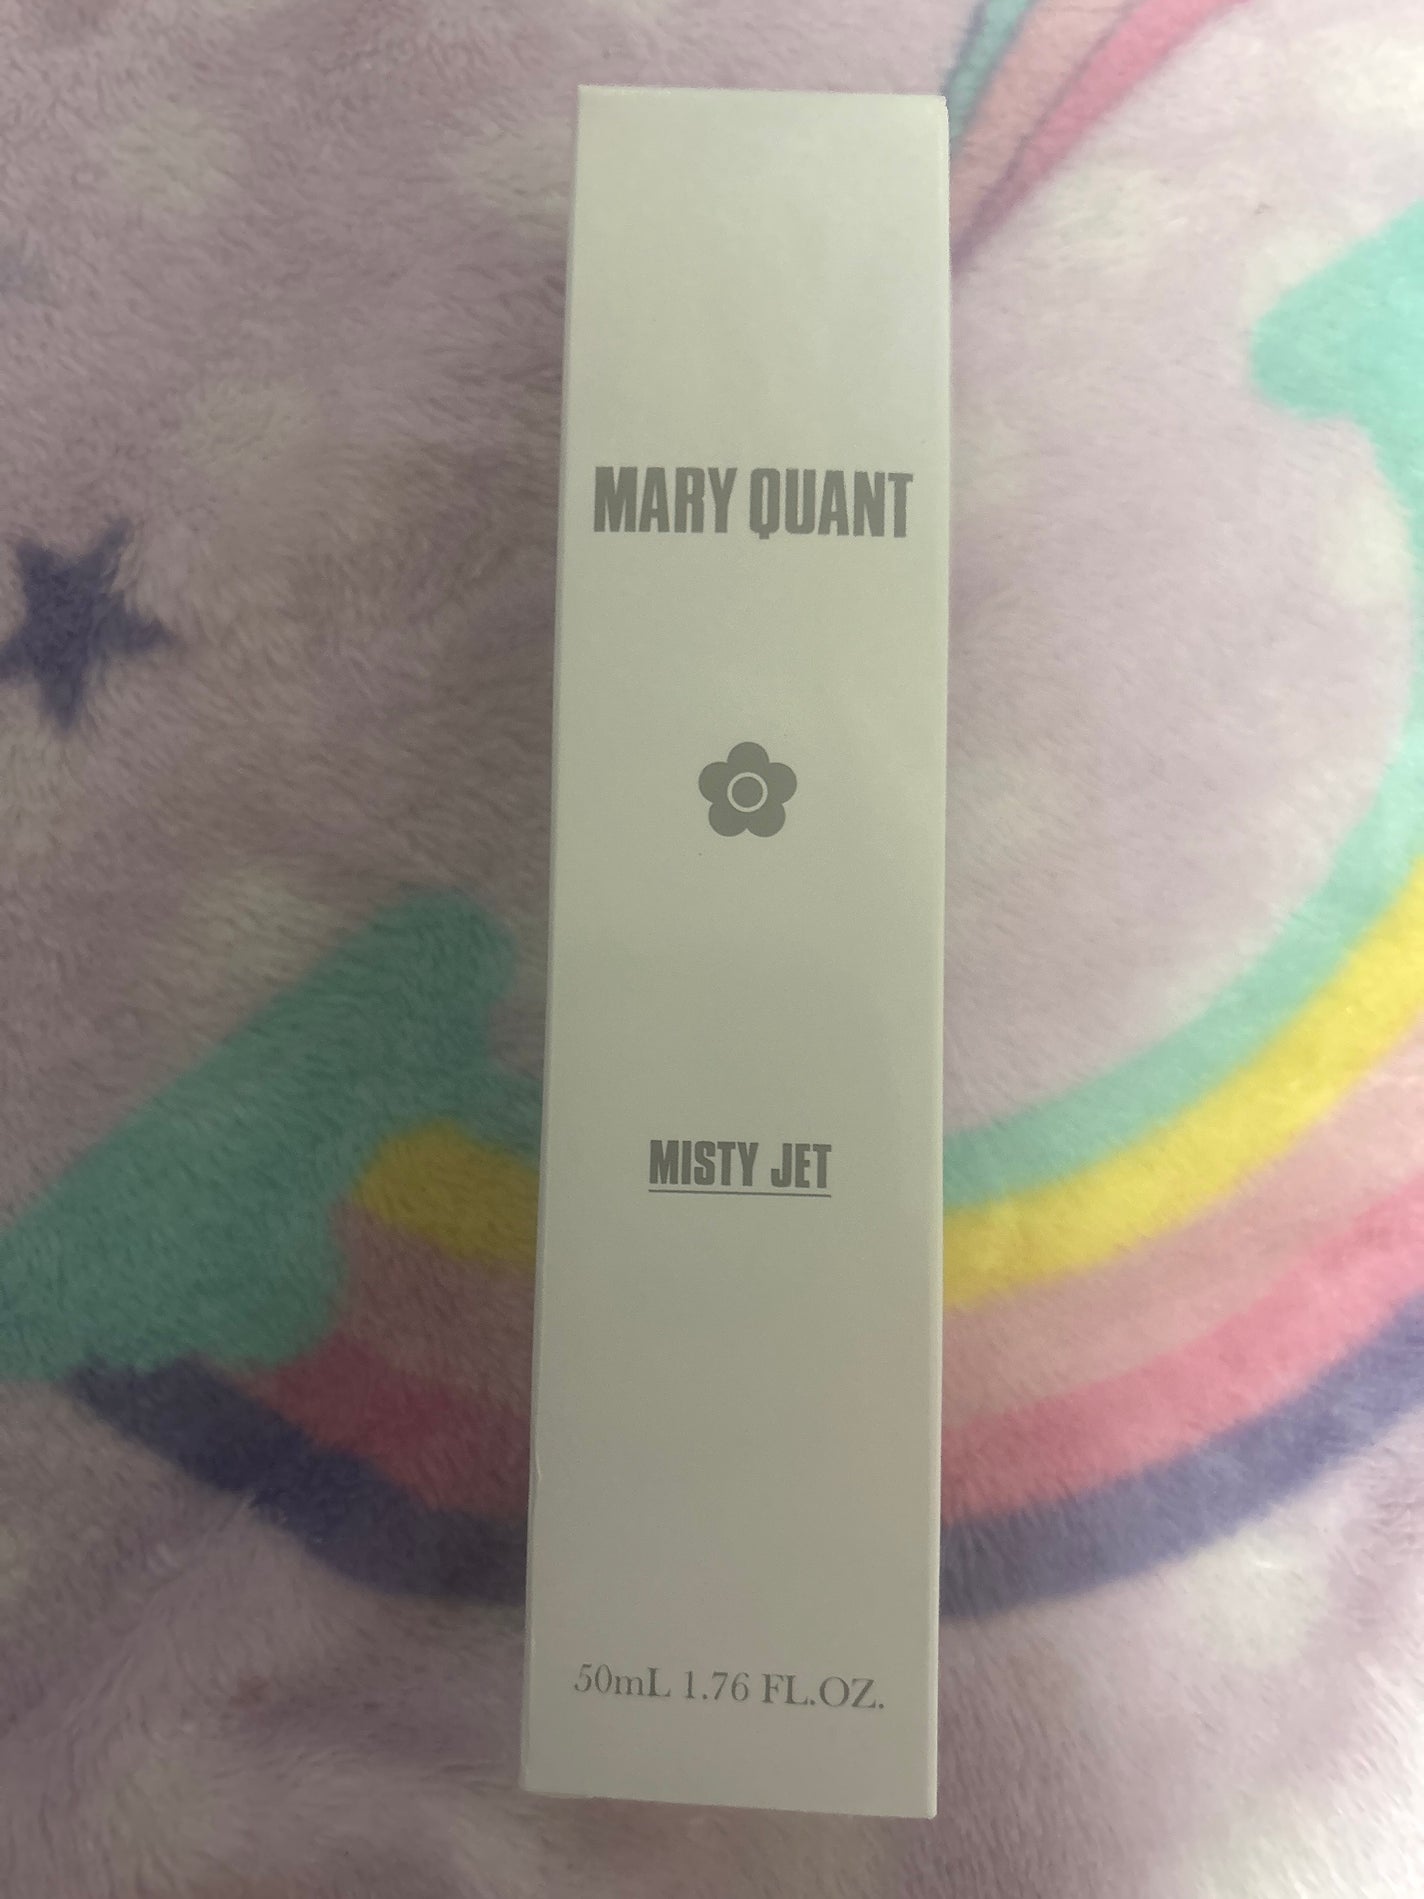 MARY QUANT
MISTY JET
50mL 1.76 FL.OZ.